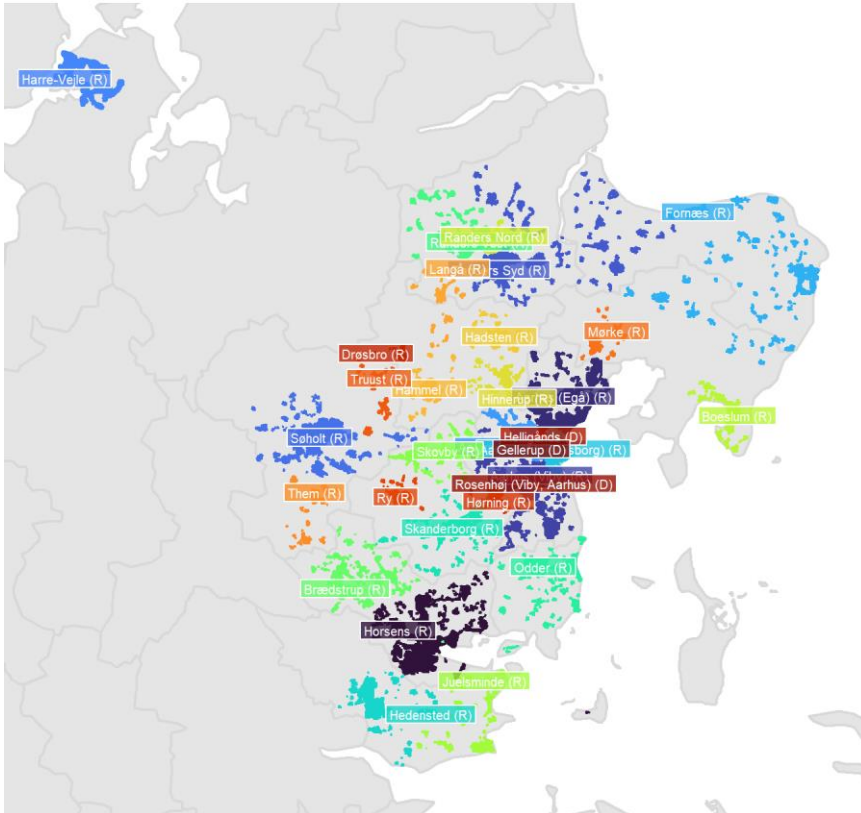 Harre-Vejle (R)
Fornæs (R)
Randers Nord (R)
Langå (R)
(R)
Mørke (R)
Hadsten (R)
Drøsbro (R)
Truust (R)
Hammel (R)
Hinnerup (R)
(Egå) (R)
Boeslum (R)
Søholt (R)
Helligånds (D)
Skovby (R)
Gellerup (D)
(R)
Rosenhøj (Viby, Aarhus) (D)
Them (R)
Ry (R)
Hørning (R)
Skanderborg (R)
Odder (R)
Brædstrup (R)
Horsens (R)
Juelsminde (R)
Hedensted (R)